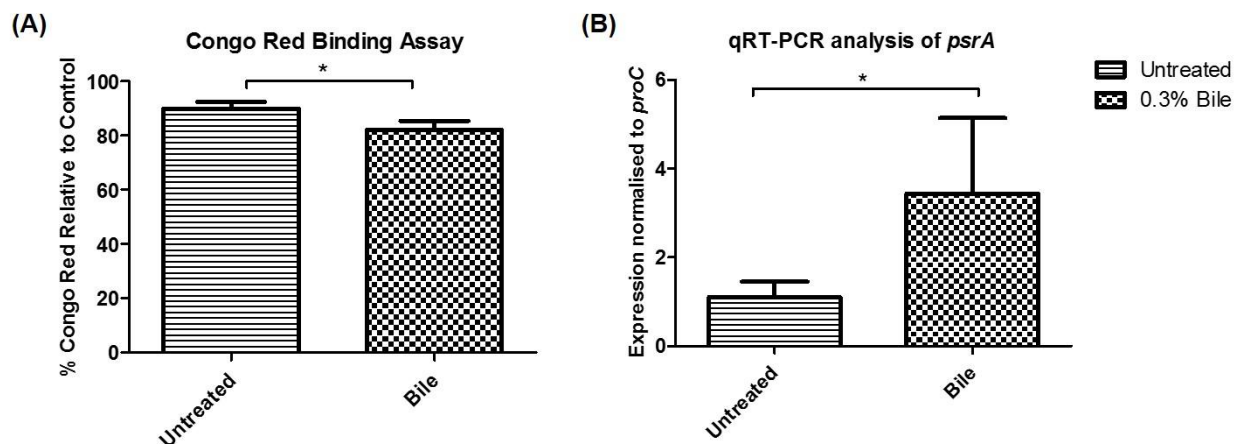 (A)
Congo Red Binding Assay
% Congo Red Relative to Control
100
80
60
40
20
0
*
Untreated
Bile
(B)
qRT-PCR analysis of psrA
Expression normalised to proC
6
4
2
0
*
Untreated
Bile
Untreated
0.3% Bile